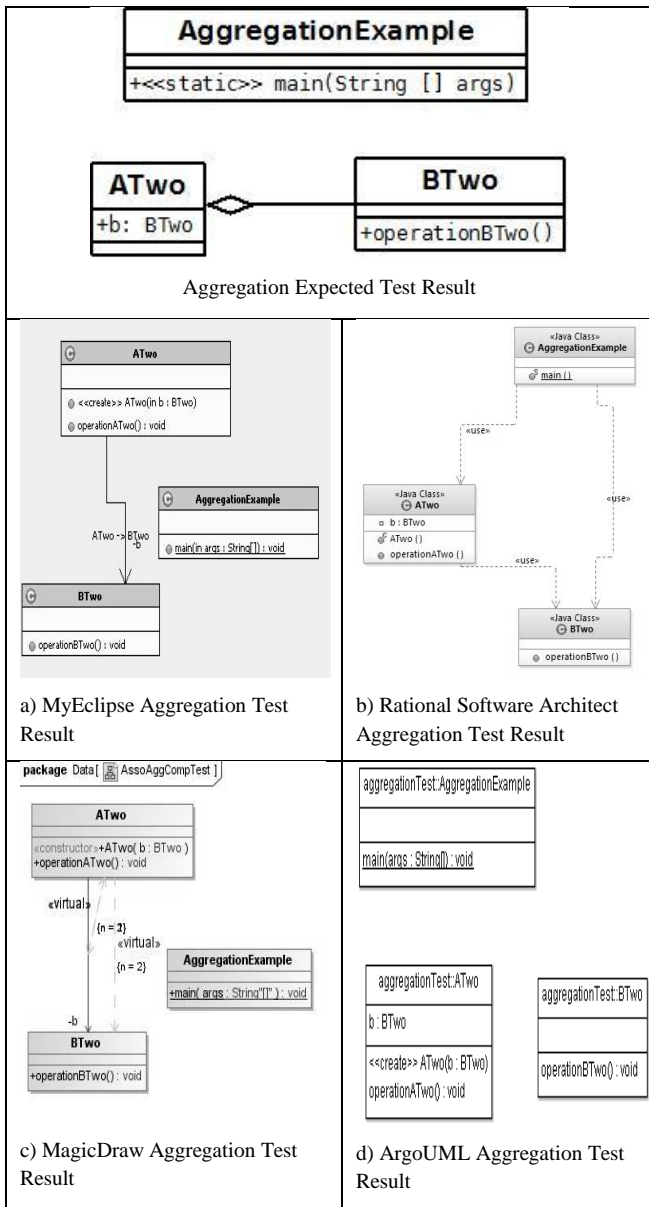 AggregationExample
+<<static>> main(String [] args)
ATwo
+b: BTwo
BTwo
+operationBTwo()
Aggregation Expected Test Result
ATwo
<<create>> ATwo(in b : BTwo)
operationATwo() : void
ATwo -> BTwo
-b
AggregationExample
main(in args : String[]) : void
BTwo
operationBTwo() : void
a) MyEclipse Aggregation Test
Result
«Java Class»
AggregationExample
main ( )
«use»
«use»
«Java Class»
ATwo
b : BTwo
ATwo ( )
operationATwo ( )
«use»
«Java Class»
BTwo
operationBTwo ( )
b) Rational Software Architect
Aggregation Test Result
package Data [ AssoAggCompTest ]
ATwo
«constructor»+ATwo( b : BTwo )
+operationATwo() : void
«virtual»
{n = 2}
«virtual»
{n = 2}
AggregationExample
+main( args : String"[]" ) : void
-b
BTwo
+operationBTwo() : void
c) MagicDraw Aggregation Test
Result
aggregationTest::AggregationExample
main(args : String[]) : void
aggregationTest::ATwo
b : BTwo
<<create>> ATwo(b : BTwo)
operationATwo() : void
aggregationTest::BTwo
operationBTwo() : void
d) ArgoUML Aggregation Test
Result